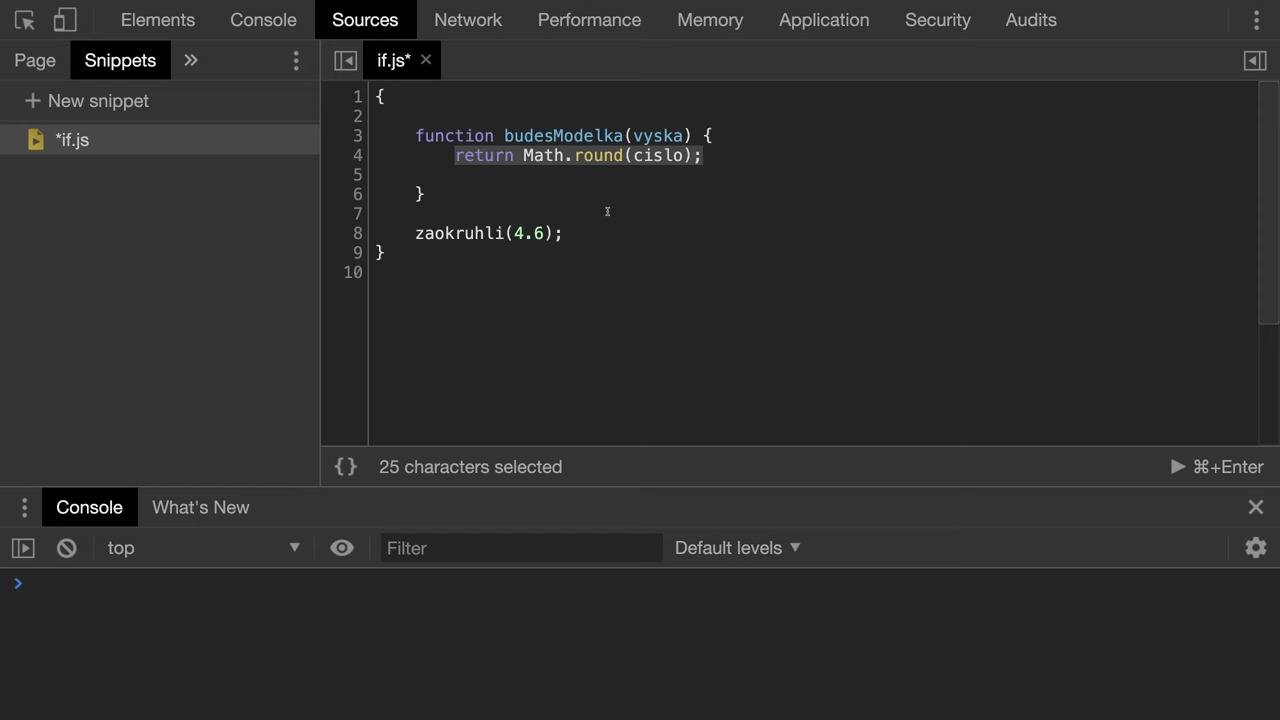 Elements Console Sources Network Performance Memory Application Security Audits
Page Snippets » if.js* ×
+ New snippet
*if.js
1 {
2
3 function budesModelka(vyska) {
4 return Math.round(cislo);
5
6 }
7
8 zaokruhli(4.6);
9 }
10
{} 25 characters selected ⌘+Enter
Console What's New
top Filter Default levels
>